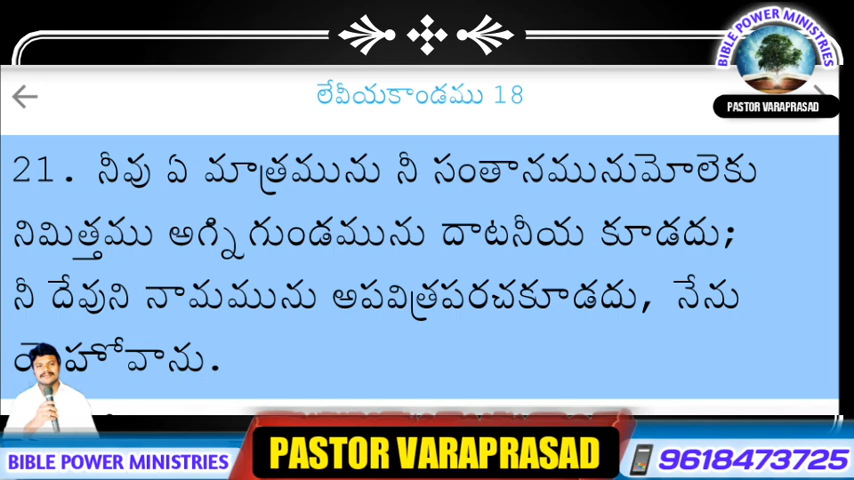 BIBLE POWER MINISTRIES
PASTOR VARAPRASAD
లేవీయకాండము 18
21. నీవు ఏ మాత్రమును నీ సంతానమునుమోలెకు
నిమిత్తము అగ్ని గుండమును దాటనీయ కూడదు;
నీ దేవుని నామమును అపవిత్రపరచకూడదు, నేను
యెహోవాను.
PASTOR VARAPRASAD
BIBLE POWER MINISTRIES
9618473725